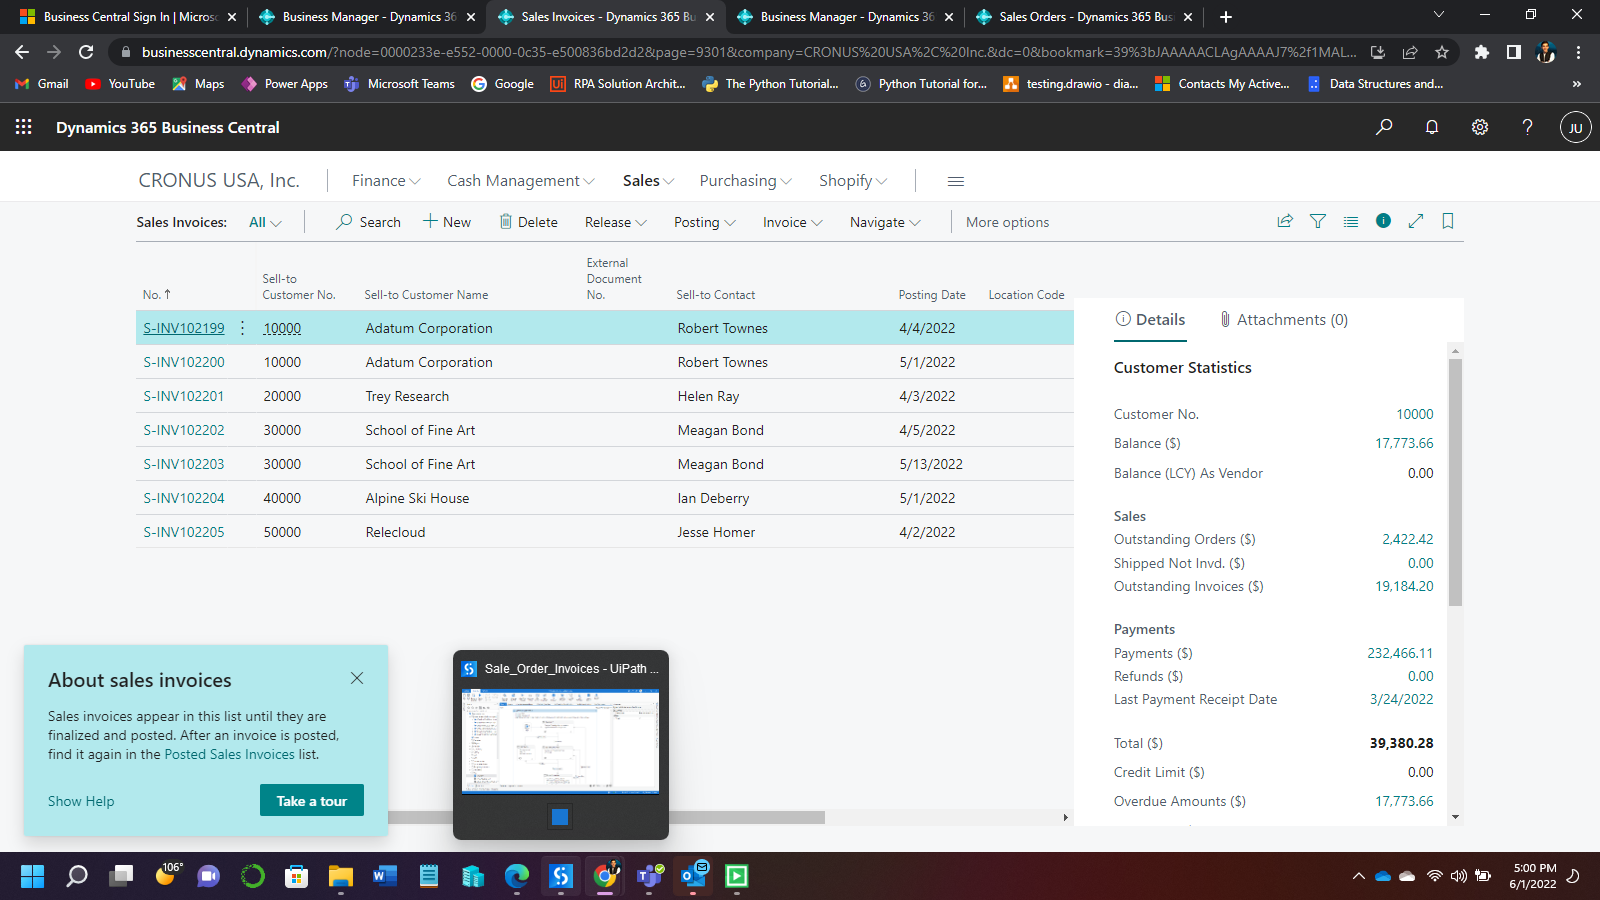 Business Central Sign In | Micros
Business Manager - Dynamics 36
Sales Invoices - Dynamics 365 Bu
Business Manager - Dynamics 36
Sales Orders - Dynamics 365 Bus
businesscentral.dynamics.com/?node=0000233e-e552-0000-0c35-e500836bd2d2&page=9301&company=CRONUS%20USA%2C%20Inc.&dc=0&bookmark=39%3bJAAAAACLAgAAAAJ7%2f1MAL...
Gmail
YouTube
Maps
Power Apps
Microsoft Teams
Google
RPA Solution Archit...
The Python Tutorial...
Python Tutorial for...
testing.drawio - dia...
Contacts My Active...
Data Structures and...
Dynamics 365 Business Central
JU
CRONUS USA, Inc.
Finance
Cash Management
Sales
Purchasing
Shopify
Sales Invoices:
All
Search
New
Delete
Release
Posting
Invoice
Navigate
More options
No. ↑
Sell-to
Customer No.
Sell-to Customer Name
External
Document
No.
Sell-to Contact
Posting Date
Location Code
S-INV102199 10000 Adatum Corporation Robert Townes 4/4/2022
S-INV102200 10000 Adatum Corporation Robert Townes 5/1/2022
S-INV102201 20000 Trey Research Helen Ray 4/3/2022
S-INV102202 30000 School of Fine Art Meagan Bond 4/5/2022
S-INV102203 30000 School of Fine Art Meagan Bond 5/13/2022
S-INV102204 40000 Alpine Ski House Ian Deberry 5/1/2022
S-INV102205 50000 Relecloud Jesse Homer 4/2/2022
Details
Attachments (0)
Customer Statistics
Customer No. 10000
Balance ($) 17,773.66
Balance (LCY) As Vendor 0.00
Sales
Outstanding Orders ($) 2,422.42
Shipped Not Invd. ($) 0.00
Outstanding Invoices ($) 19,184.20
Payments
Payments ($) 232,466.11
Refunds ($) 0.00
Last Payment Receipt Date 3/24/2022
Total ($) 39,380.28
Credit Limit ($) 0.00
Overdue Amounts ($) 17,773.66
About sales invoices
Sales invoices appear in this list until they are
finalized and posted. After an invoice is posted,
find it again in the Posted Sales Invoices list.
Show Help
Take a tour
Sale_Order_Invoices - UiPath ...
106°
5:00 PM
6/1/2022